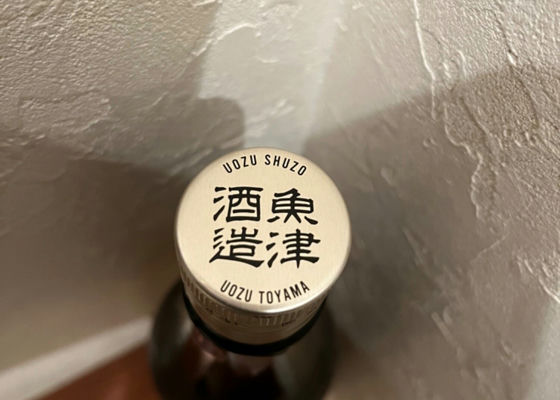 UOZU SHUZO
魚津
酒造
UOZU TOYAMA